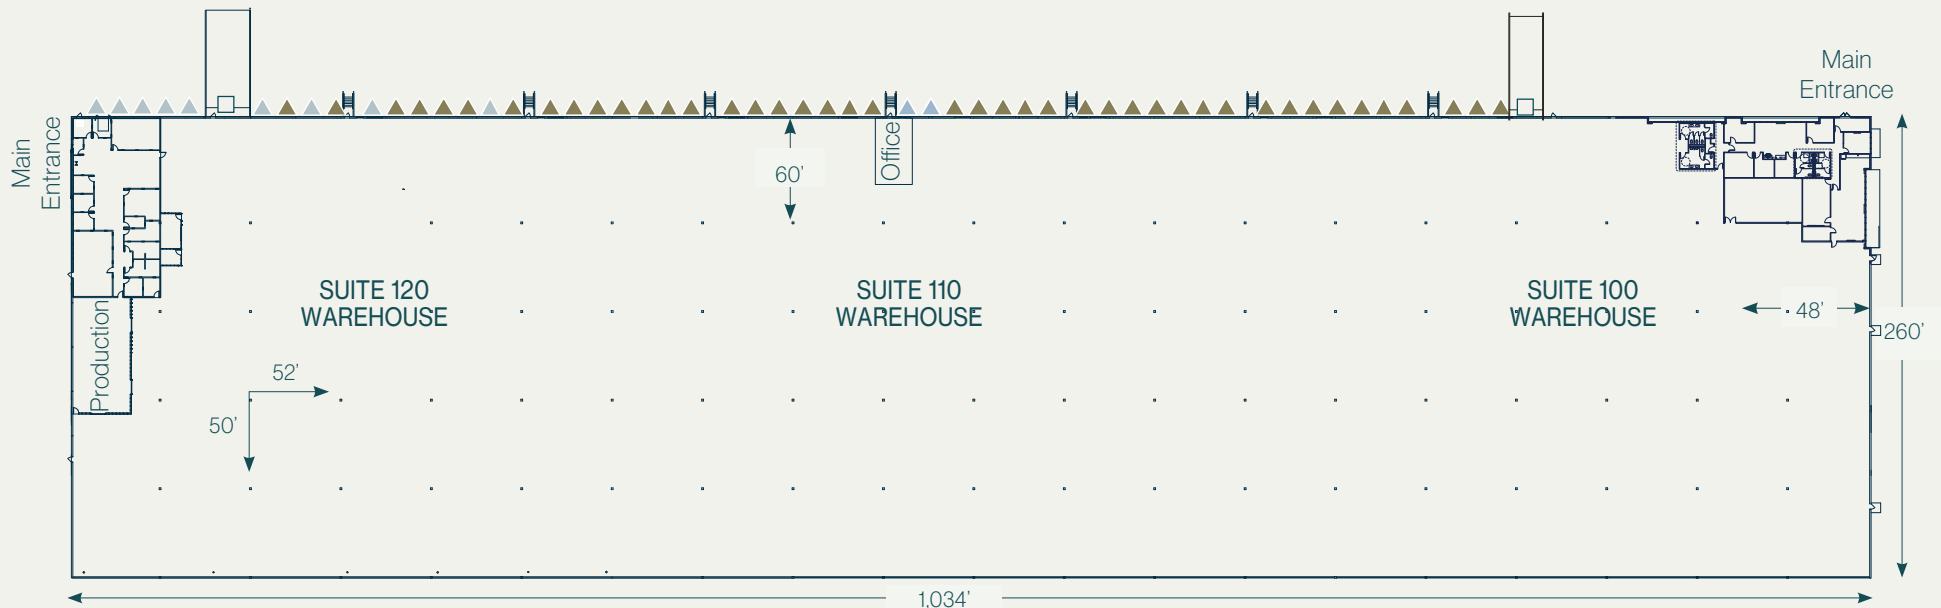 Main
Entrance
Main
Entrance
Office
60'
SUITE 120
WAREHOUSE
SUITE 110
WAREHOUSE
SUITE 100
WAREHOUSE
48'
260'
Production
52'
50'
1,034'